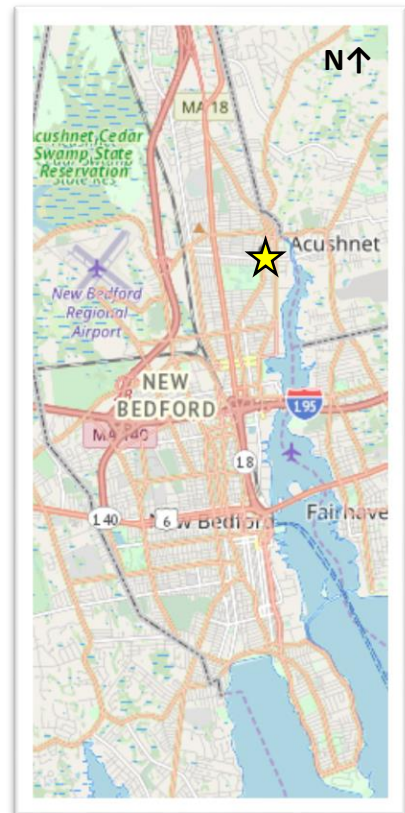 N↑
MA 18
cushnet Cedar
Swamp State
Reservation
Acushnet
New Bedford
Regional
Airport
NEW
BEDFORD
195
MA 140
18
140
6
New Bedford
Fairhave